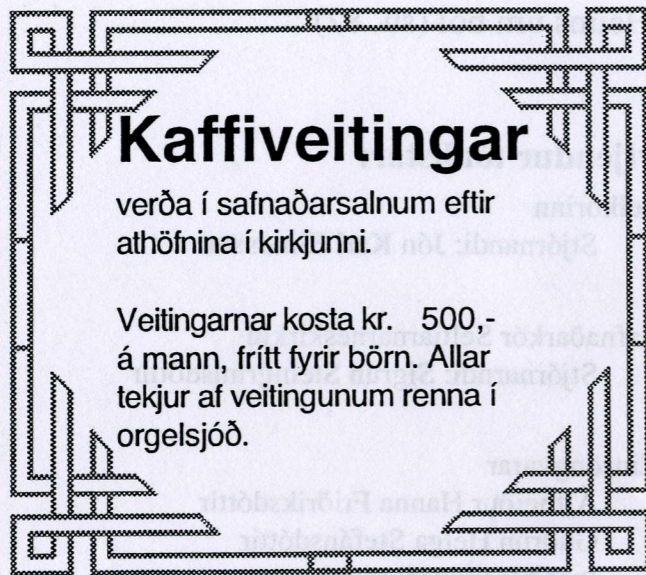 Kaffiveitingar
verða í safnaðarsalnum eftir
athöfnina í kirkjunni.
Veitingarnar kosta kr. 500,-
á mann, frítt fyrir börn. Allar
tekjur af veitingunum renna í
orgelsjóð.